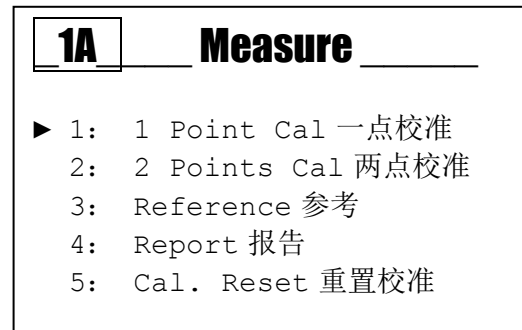 1A Measure
► 1: 1 Point Cal 一点校准
2: 2 Points Cal 两点校准
3: Reference 参考
4: Report 报告
5: Cal. Reset 重置校准